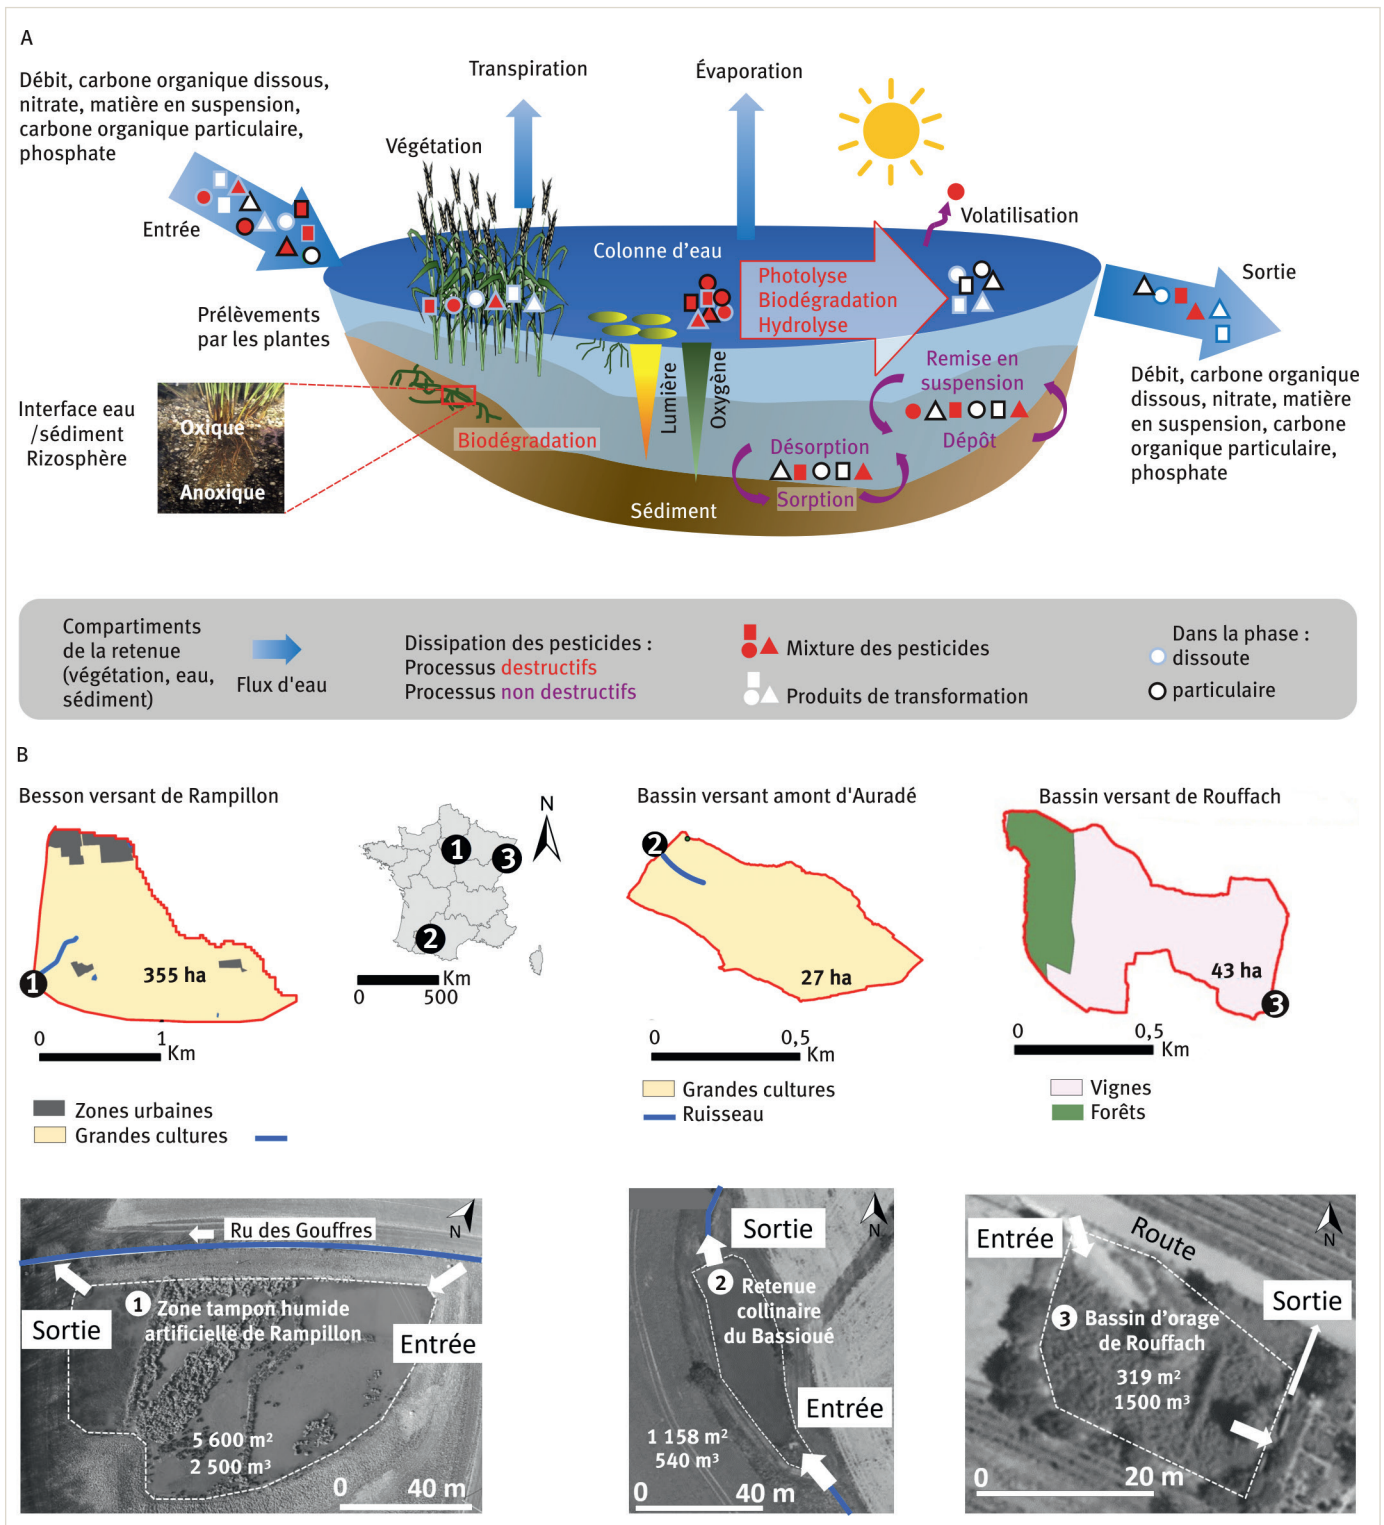 A
Débit, carbone organique dissous,
nitrate, matière en suspension,
carbone organique particulaire,
phosphate
Transpiration
Évaporation
Végétation
Entrée
Volatilisation
Colonne d'eau
Sortie
Photolyse
Biodégradation
Hydrolyse
Prélèvements
par les plantes
Lumière
Oxygène
Remise en
suspension
Dépôt
Débit, carbone organique
dissous, nitrate, matière
en suspension, carbone
organique particulaire,
phosphate
Interface eau
/sédiment
Rizosphère
Oxique
Anoxique
Biodégradation
Désorption
Sorption
Sédiment
Compartiments
de la retenue
(végétation, eau,
sédiment)
Flux d'eau
Dissipation des pesticides :
Processus destructifs
Processus non destructifs
Mixture des pesticides
Produits de transformation
Dans la phase :
dissoute
particulaire
B
Besson versant de Rampillon
N
Bassin versant amont d'Auradé
Bassin versant de Rouffach
1
355 ha
0 1
Km
Zones urbaines
Grandes cultures
1
2
3
Km
0 500
2
27 ha
0 0,5
Km
Grandes cultures
Ruisseau
43 ha
3
0 0,5
Km
Vignes
Forêts
Ru des Gouffres
N
Sortie
1 Zone tampon humide
artificielle de Rampillon
Entrée
5 600 m²
2 500 m³
0 40 m
N
Sortie
2 Retenue
collinaire
du Bassioué
Entrée
1 158 m²
540 m³
0 40 m
Entrée
Route
N
Sortie
3 Bassin d'orage
de Rouffach
319 m²
1500 m³
0 20 m